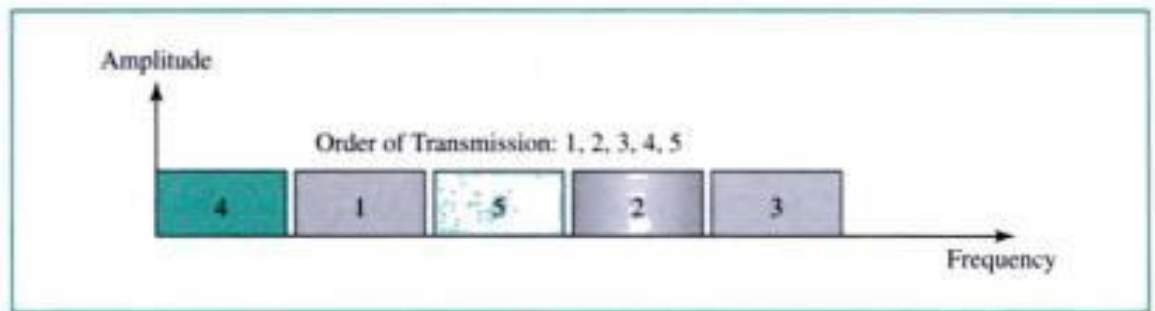 Amplitude
Order of Transmission: 1, 2, 3, 4, 5
4 1 5 2 3
Frequency